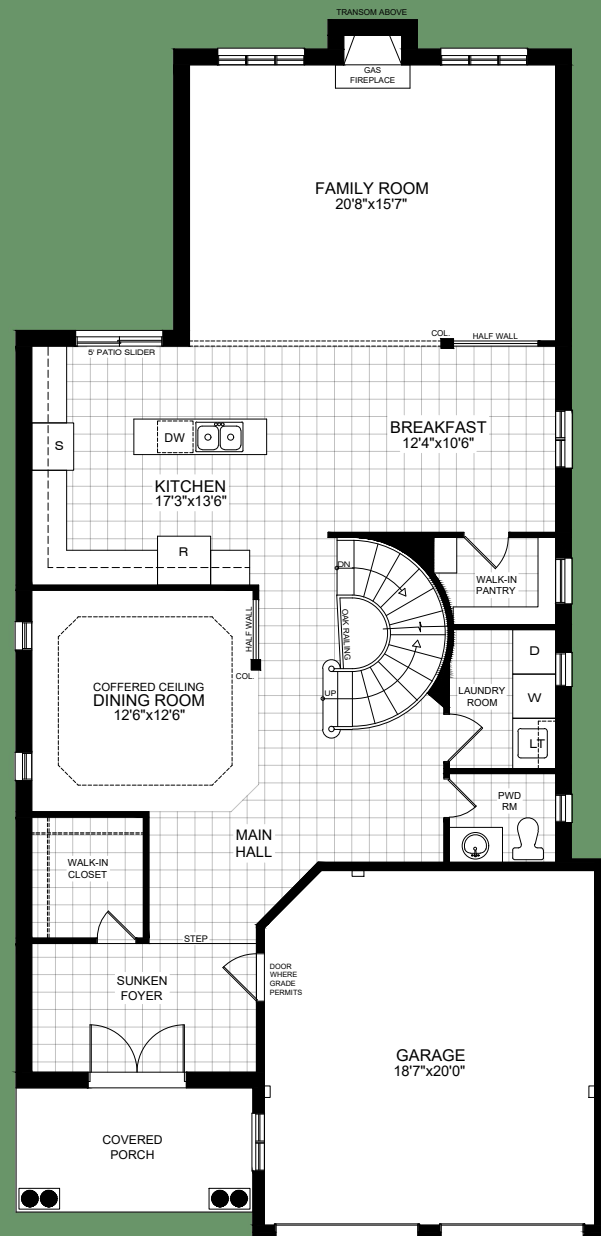 TRANSOM ABOVE
GAS
FIREPLACE
FAMILY ROOM
20'8"x15'7"
COL.
HALF WALL
5' PATIO SLIDER
S
DW
BREAKFAST
12'4"x10'6"
KITCHEN
17'3"x13'6"
R
DN
WALK-IN
PANTRY
HALF WALL
OAK RAILING
COL.
UP
COFFERED CEILING
DINING ROOM
12'6"x12'6"
D
W
LAUNDRY
ROOM
LT
PWD
RM
MAIN
HALL
WALK-IN
CLOSET
STEP
SUNKEN
FOYER
DOOR
WHERE
GRADE
PERMITS
GARAGE
18'7"x20'0"
COVERED
PORCH